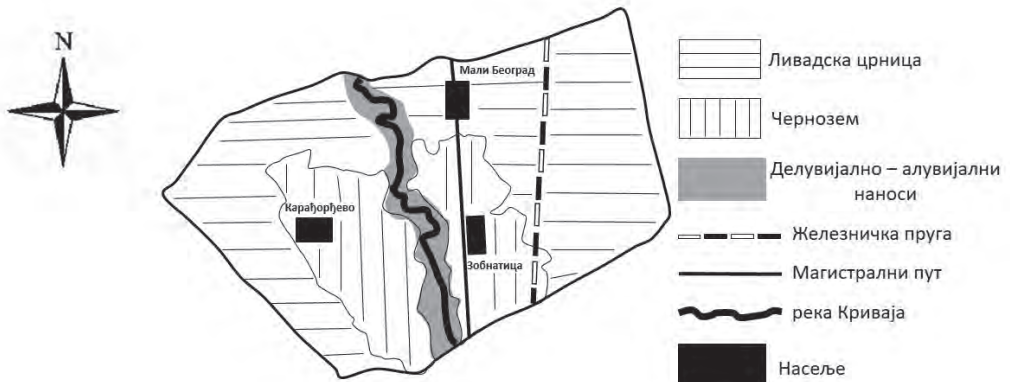 N
Мали Београд
Карађорђево
Зобнатица
Ливадска црница
Чернозем
Делувијално – алувијални
наноси
Железничка пруга
Магистрални пут
река Криваја
Насеље